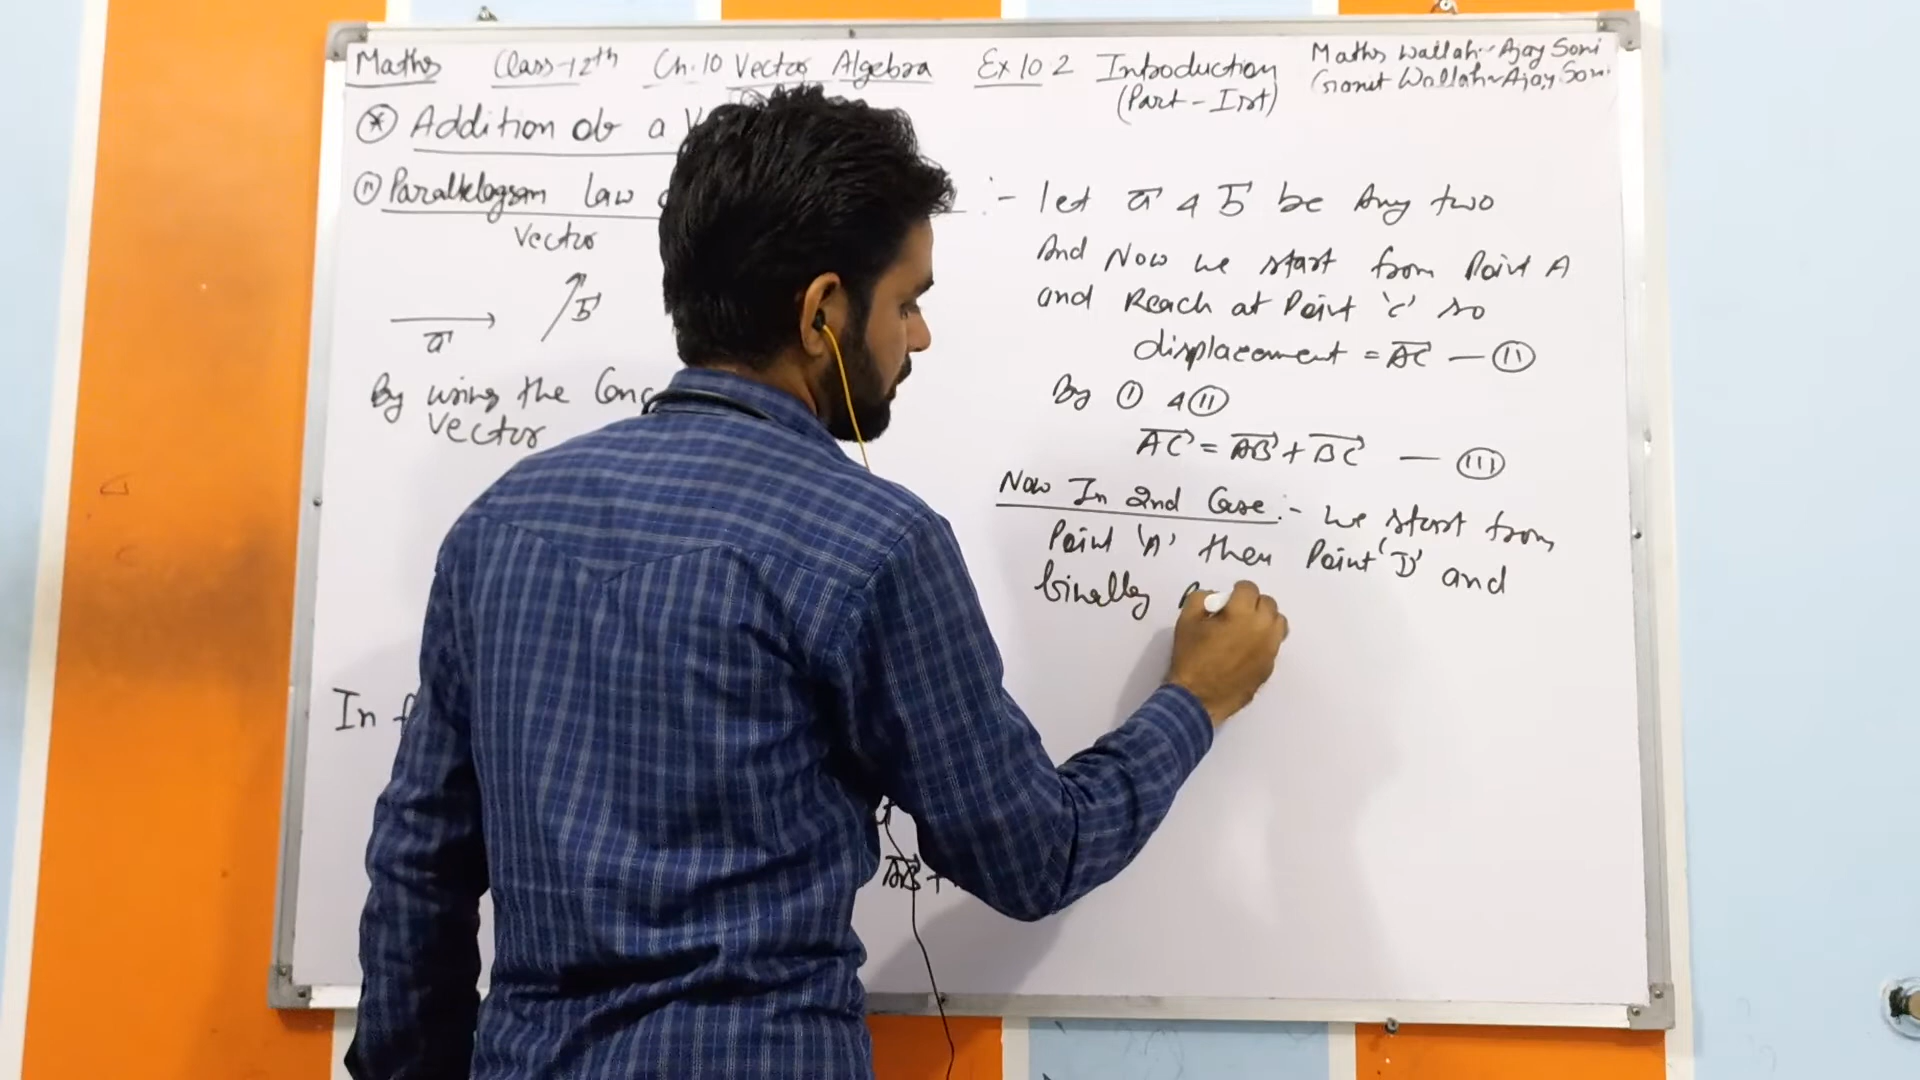 Maths Class-12th Ch.10 Vector Algebra Ex 10.2 Introduction
(Part-Ist)
Maths Wallah ~ Ajay Soni
Ganit Wallah ~ Ajay Soni
* Addition of a
(II) Parallelogram law
Vector
:- let a⃗ & b⃗ be Any two
a⃗
b⃗
By using the
Vector
In
AB⃗ +
And Now we start from Point A
and Reach at Point 'C' so
displacement = AC⃗ — (II)
By (I) & (II)
AC⃗ = AB⃗ + BC⃗ — (III)
Now In 2nd Case :- we start from
Point 'A' then Point 'D' and
finally